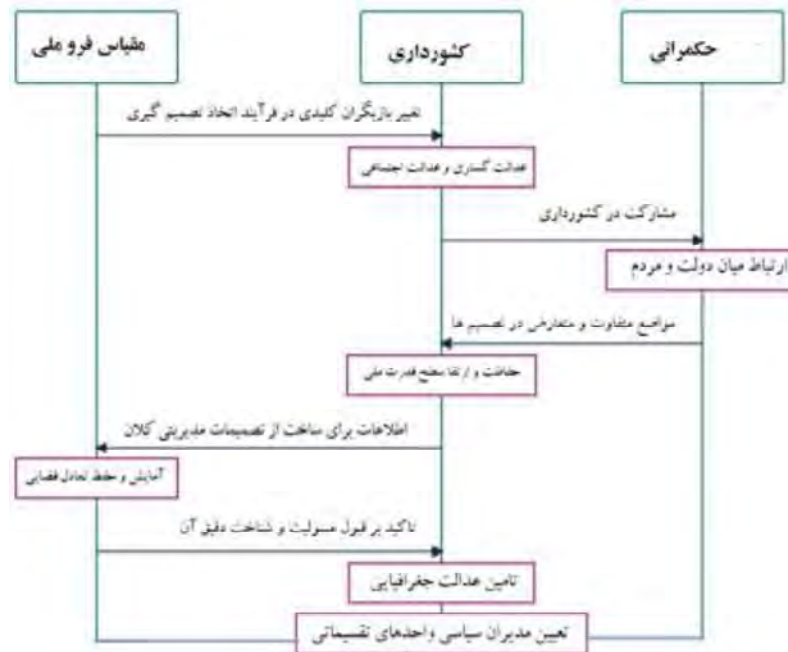 مقیاس فرو ملی
کشورداری
حکمرانی
تغییر بازیگران کلیدی در فرآیند اتخاذ تصمیم گیری
عدالت گستری و عدالت اجتماعی
مشارکت در کشورداری
ارتباط میان دولت و مردم
مواضع متفاوت و متعارض در تصمیم ها
حفاظت و ارتقا سطح قدرت ملی
اطلاعات برای ساخت از تصمیمات مدیریتی کلان
آمایش و حفظ تعادل فضایی
تاکید بر قبول مسولیت و شناخت دقیق آن
تامین عدالت جغرافیایی
تعیین مدیران سیاسی واحدهای تقسیماتی